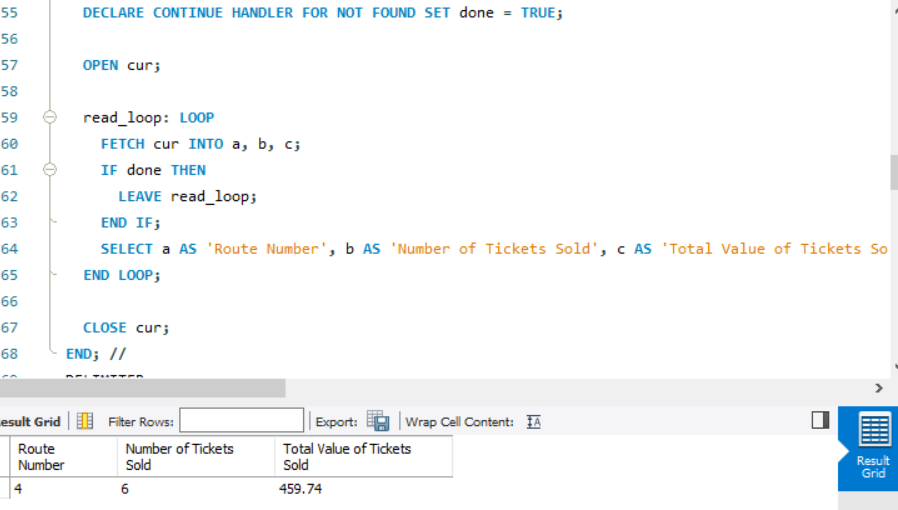 55 DECLARE CONTINUE HANDLER FOR NOT FOUND SET done = TRUE;
56
57 OPEN cur;
58
59 read_loop: LOOP
60 FETCH cur INTO a, b, c;
61 IF done THEN
62 LEAVE read_loop;
63 END IF;
64 SELECT a AS 'Route Number', b AS 'Number of Tickets Sold', c AS 'Total Value of Tickets So
65 END LOOP;
66
67 CLOSE cur;
68 END; //
esult Grid Filter Rows: Export: Wrap Cell Content: IA
Route Number Number of Tickets Sold Total Value of Tickets Sold
4 6 459.74
Result
Grid